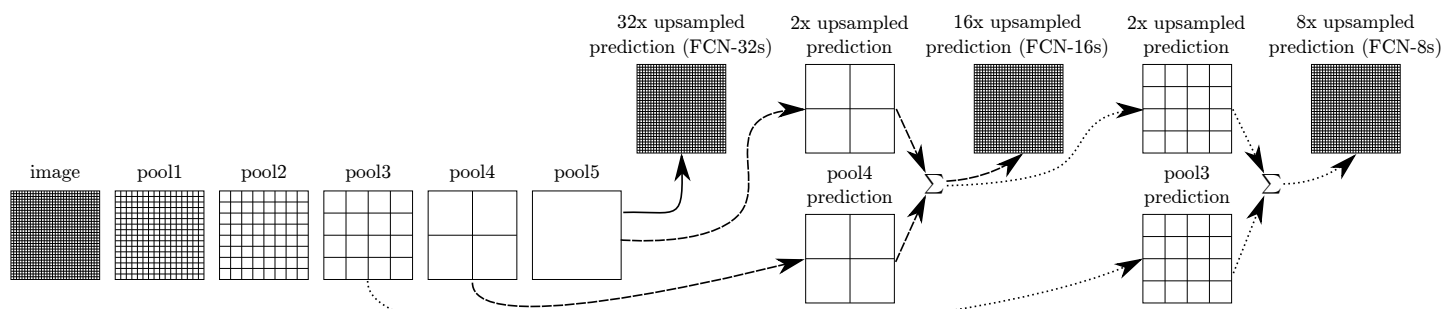 32x upsampled
prediction (FCN-32s)
2x upsampled
prediction
16x upsampled
prediction (FCN-16s)
2x upsampled
prediction
8x upsampled
prediction (FCN-8s)
image
pool1
pool2
pool3
pool4
pool5
pool4
prediction
∑
pool3
prediction
∑